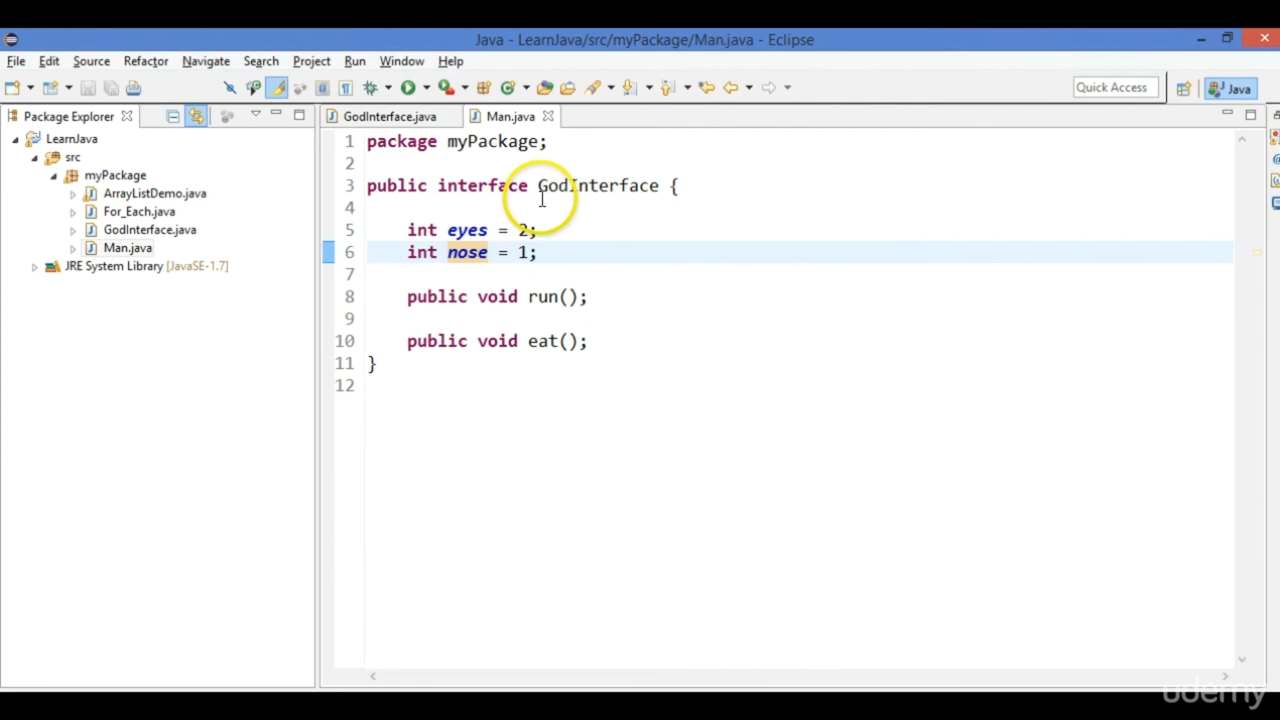 Java - LearnJava/src/myPackage/Man.java - Eclipse
File Edit Source Refactor Navigate Search Project Run Window Help
Quick Access
Java
Package Explorer
LearnJava
src
myPackage
ArrayListDemo.java
For_Each.java
GodInterface.java
Man.java
JRE System Library [JavaSE-1.7]
GodInterface.java Man.java
1 package myPackage;
2
3 public interface GodInterface {
4
5 int eyes = 2;
6 int nose = 1;
7
8 public void run();
9
10 public void eat();
11 }
12
udemy